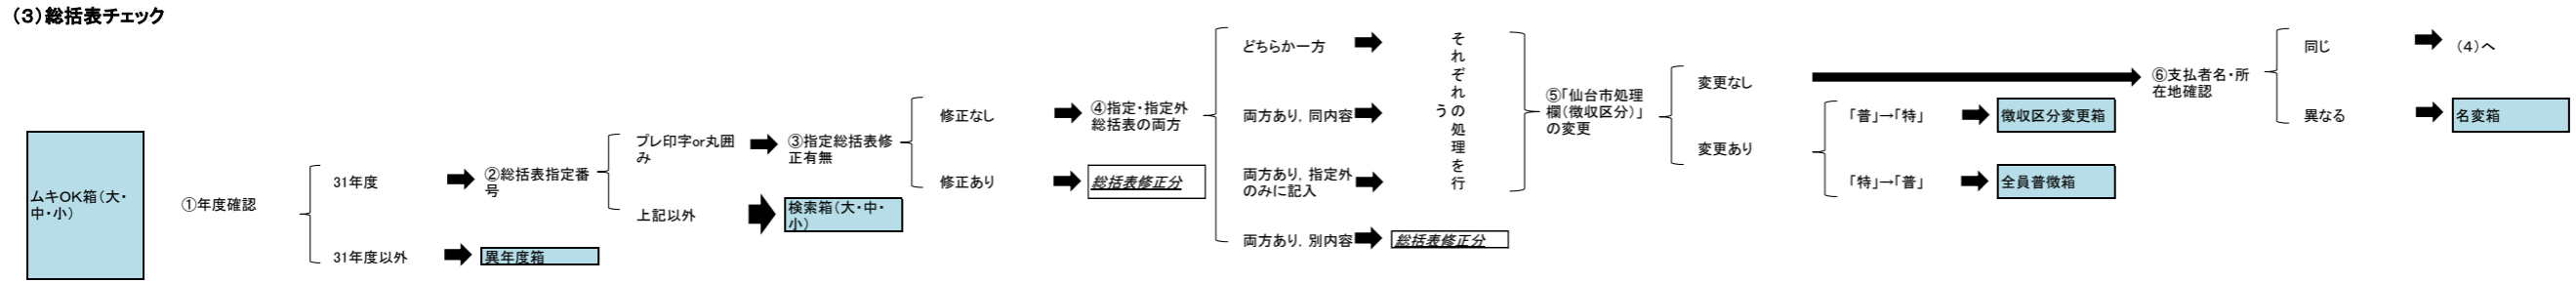 （3）総括表チェック
ムキOK箱（大・
中・小）
①年度確認
31年度
31年度以外
異年度箱
②総括表指定番
号
プレ印字or丸囲
み
上記以外
検索箱（大・中・
小）
③指定総括表修
正有無
修正なし
修正あり
総括表修正分
④指定・指定外
総括表の両方
どちらか一方
両方あり，同内容
両方あり，指定外
のみに記入
両方あり，別内容
総括表修正分
それぞれの処理を行
う
⑤「仙台市処理
欄（徴収区分）」
の変更
変更なし
変更あり
「普」→「特」
徴収区分変更箱
「特」→「普」
全員普徴箱
⑥支払者名・所
在地確認
同じ
（4）へ
異なる
名変箱